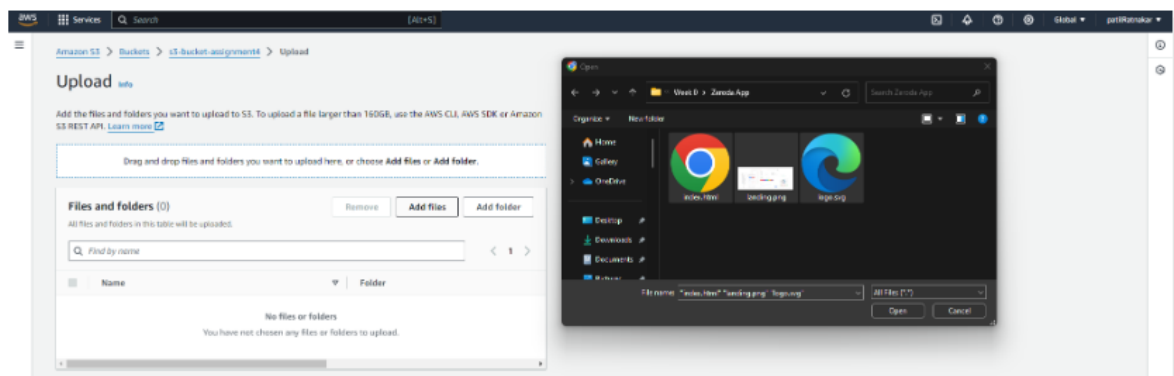 aws Services Search [Alt+S] Global patilRatnakar
Amazon S3 > Buckets > s3-bucket-assignment4 > Upload
Upload Info
Add the files and folders you want to upload to S3. To upload a file larger than 160GB, use the AWS CLI, AWS SDK or Amazon
S3 REST API. Learn more
Drag and drop files and folders you want to upload here, or choose Add files or Add folder.
Files and folders (0) Remove Add files Add folder
All files and folders in this table will be uploaded.
Find by name 1
Name Folder
No files or folders
You have not chosen any files or folders to upload.
Open
Week 8 > Zeroda App Search Zeroda App
Organize New folder
Home
Gallery
OneDrive
index.html landing.png logo.svg
Desktop
Downloads
Documents
Pictures
File name: "index.html" "landing.png" "logo.svg" All Files (*.*)
Open Cancel